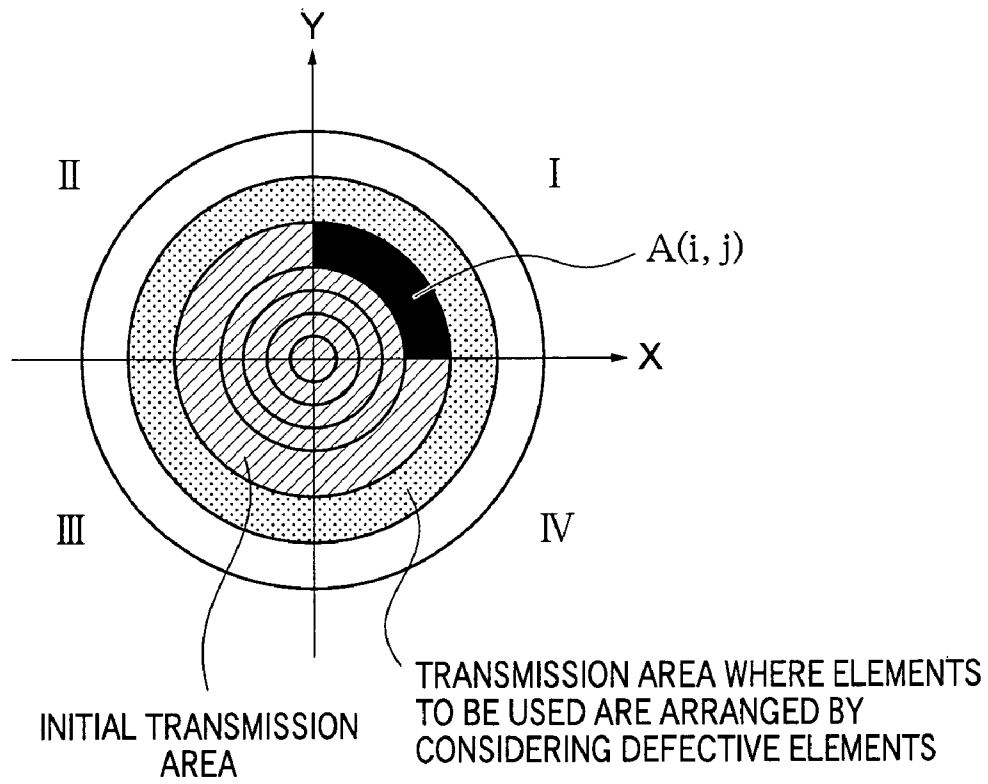 Y
II
I
A(i, j)
X
III
IV
INITIAL TRANSMISSION
AREA
TRANSMISSION AREA WHERE ELEMENTS
TO BE USED ARE ARRANGED BY
CONSIDERING DEFECTIVE ELEMENTS